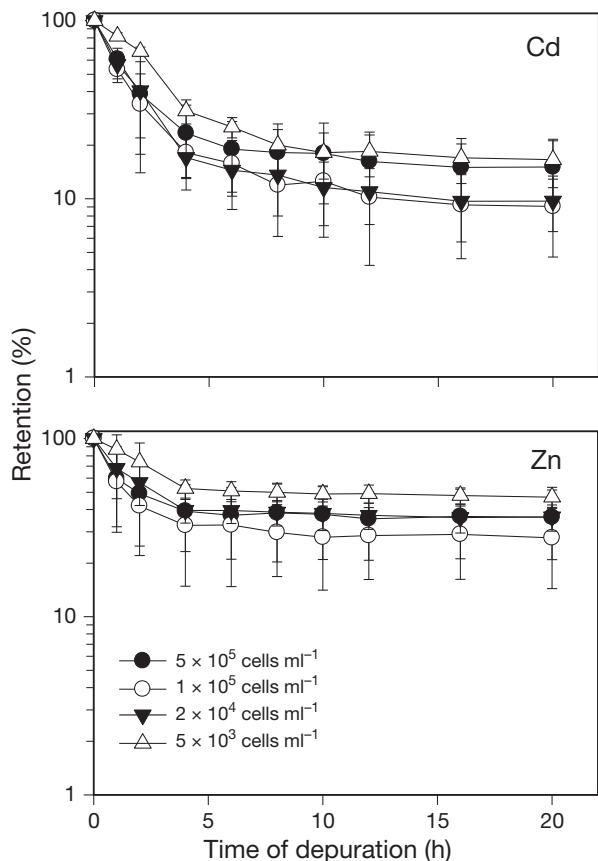 100
Cd
10
1
Retention (%)
100
Zn
10
5 × 10⁵ cells ml⁻¹
1 × 10⁵ cells ml⁻¹
2 × 10⁴ cells ml⁻¹
5 × 10³ cells ml⁻¹
1
0 5 10 15 20
Time of depuration (h)